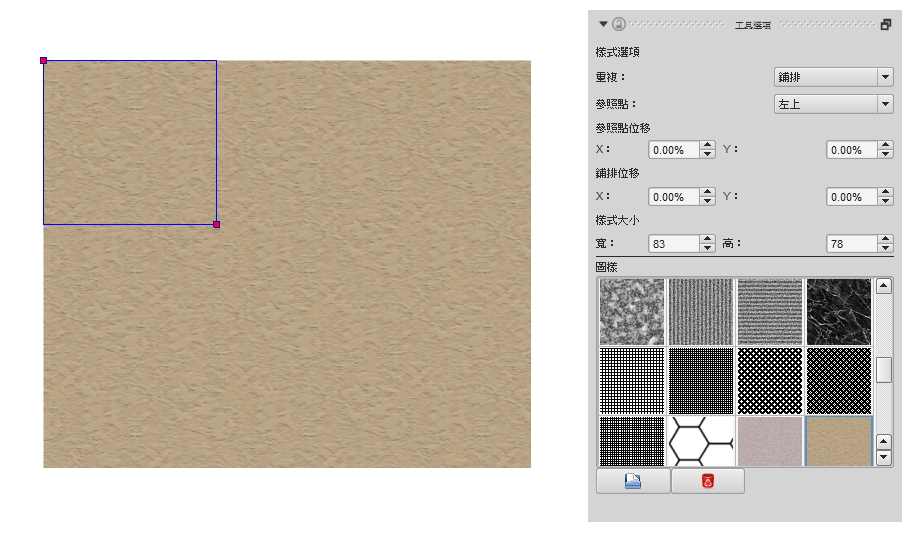 工具選項
樣式選項
重複： 鋪排
參照點： 左上
參照點位移
X： 0.00% Y： 0.00%
鋪排位移
X： 0.00% Y： 0.00%
樣式大小
寬： 83 高： 78
圖樣